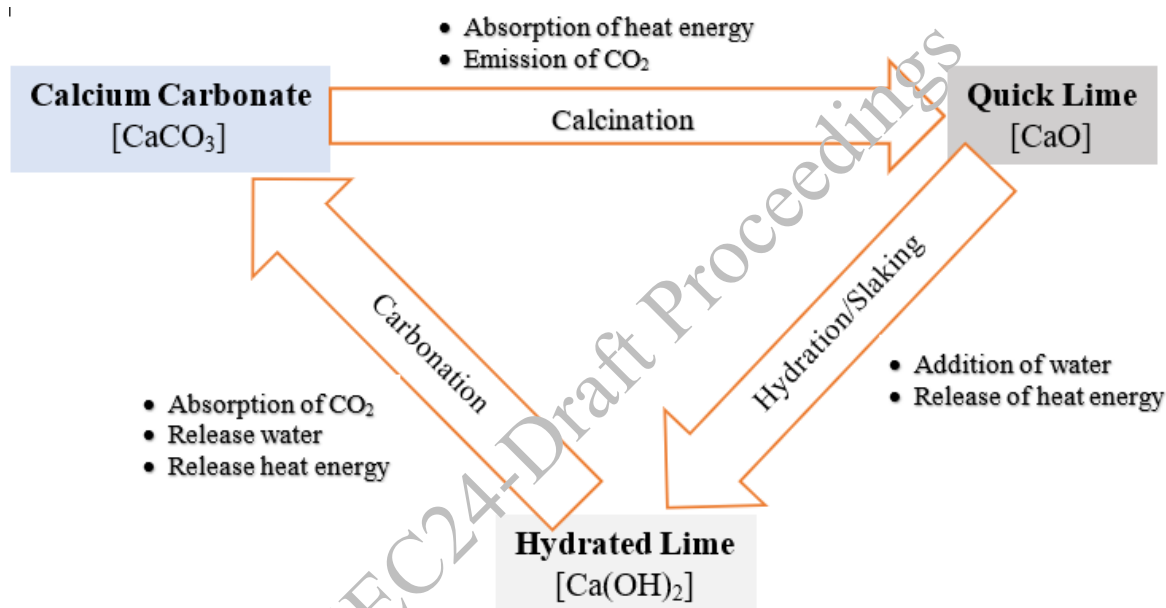 • Absorption of heat energy
• Emission of CO₂
Calcium Carbonate
[CaCO₃]
Calcination
Quick Lime
[CaO]
Carbonation
Hydration/Slaking
• Addition of water
• Release of heat energy
• Absorption of CO₂
• Release water
• Release heat energy
Hydrated Lime
[Ca(OH)₂]
EC24-Draft Proceedings